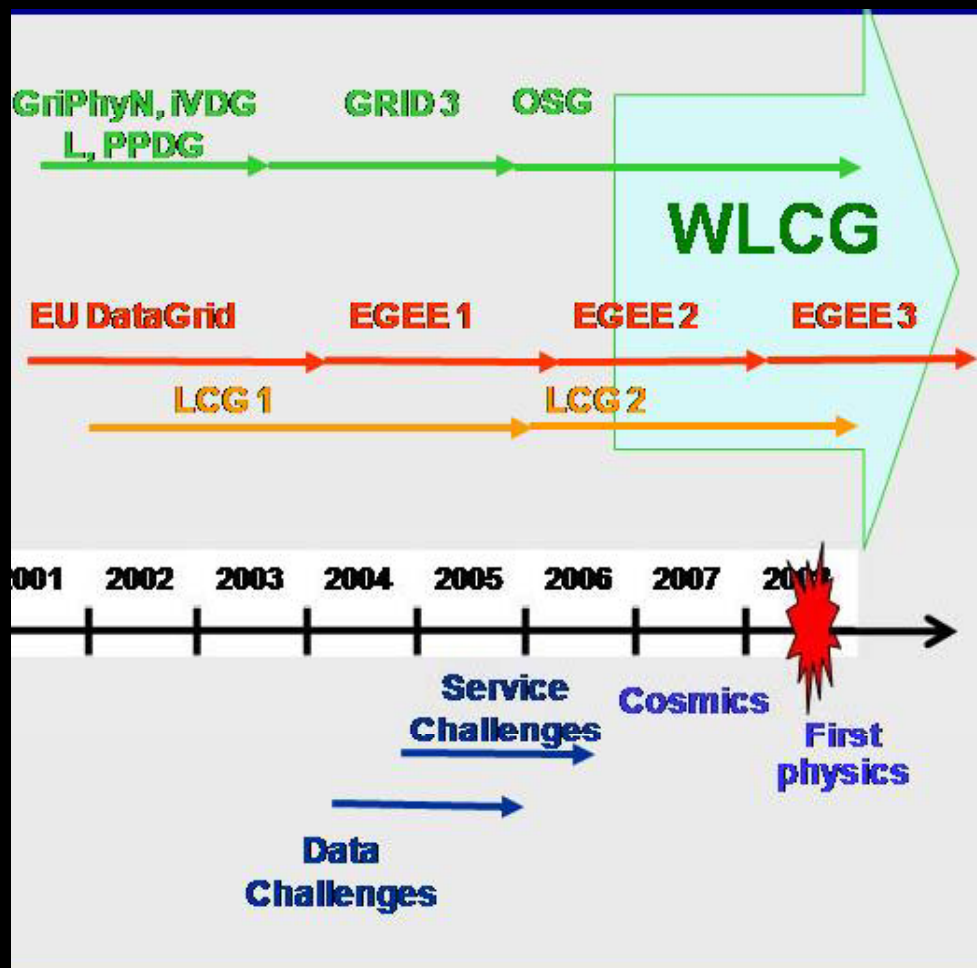 GriPhyN, iVDG
L, PPDG
GRID 3
OSG
WLCG
EU DataGrid
EGEE 1
EGEE 2
EGEE 3
LCG 1
LCG 2
2002 2003 2004 2005 2006 2007
Service
Challenges
Cosmics
First
physics
Data
Challenges